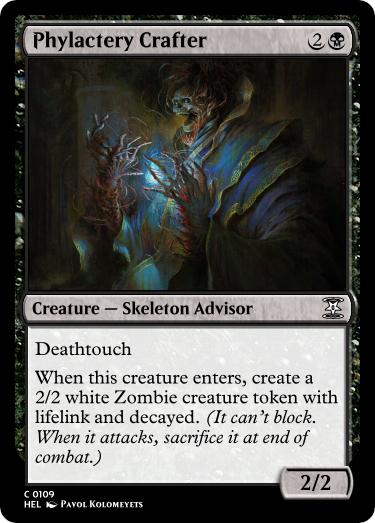 Phylactery Crafter 2
Creature — Skeleton Advisor
Deathtouch
When this creature enters, create a
2/2 white Zombie creature token with
lifelink and decayed. (It can't block.
When it attacks, sacrifice it at end of
combat.)
2/2
C 0109
HEL Pavol Kolomeyets